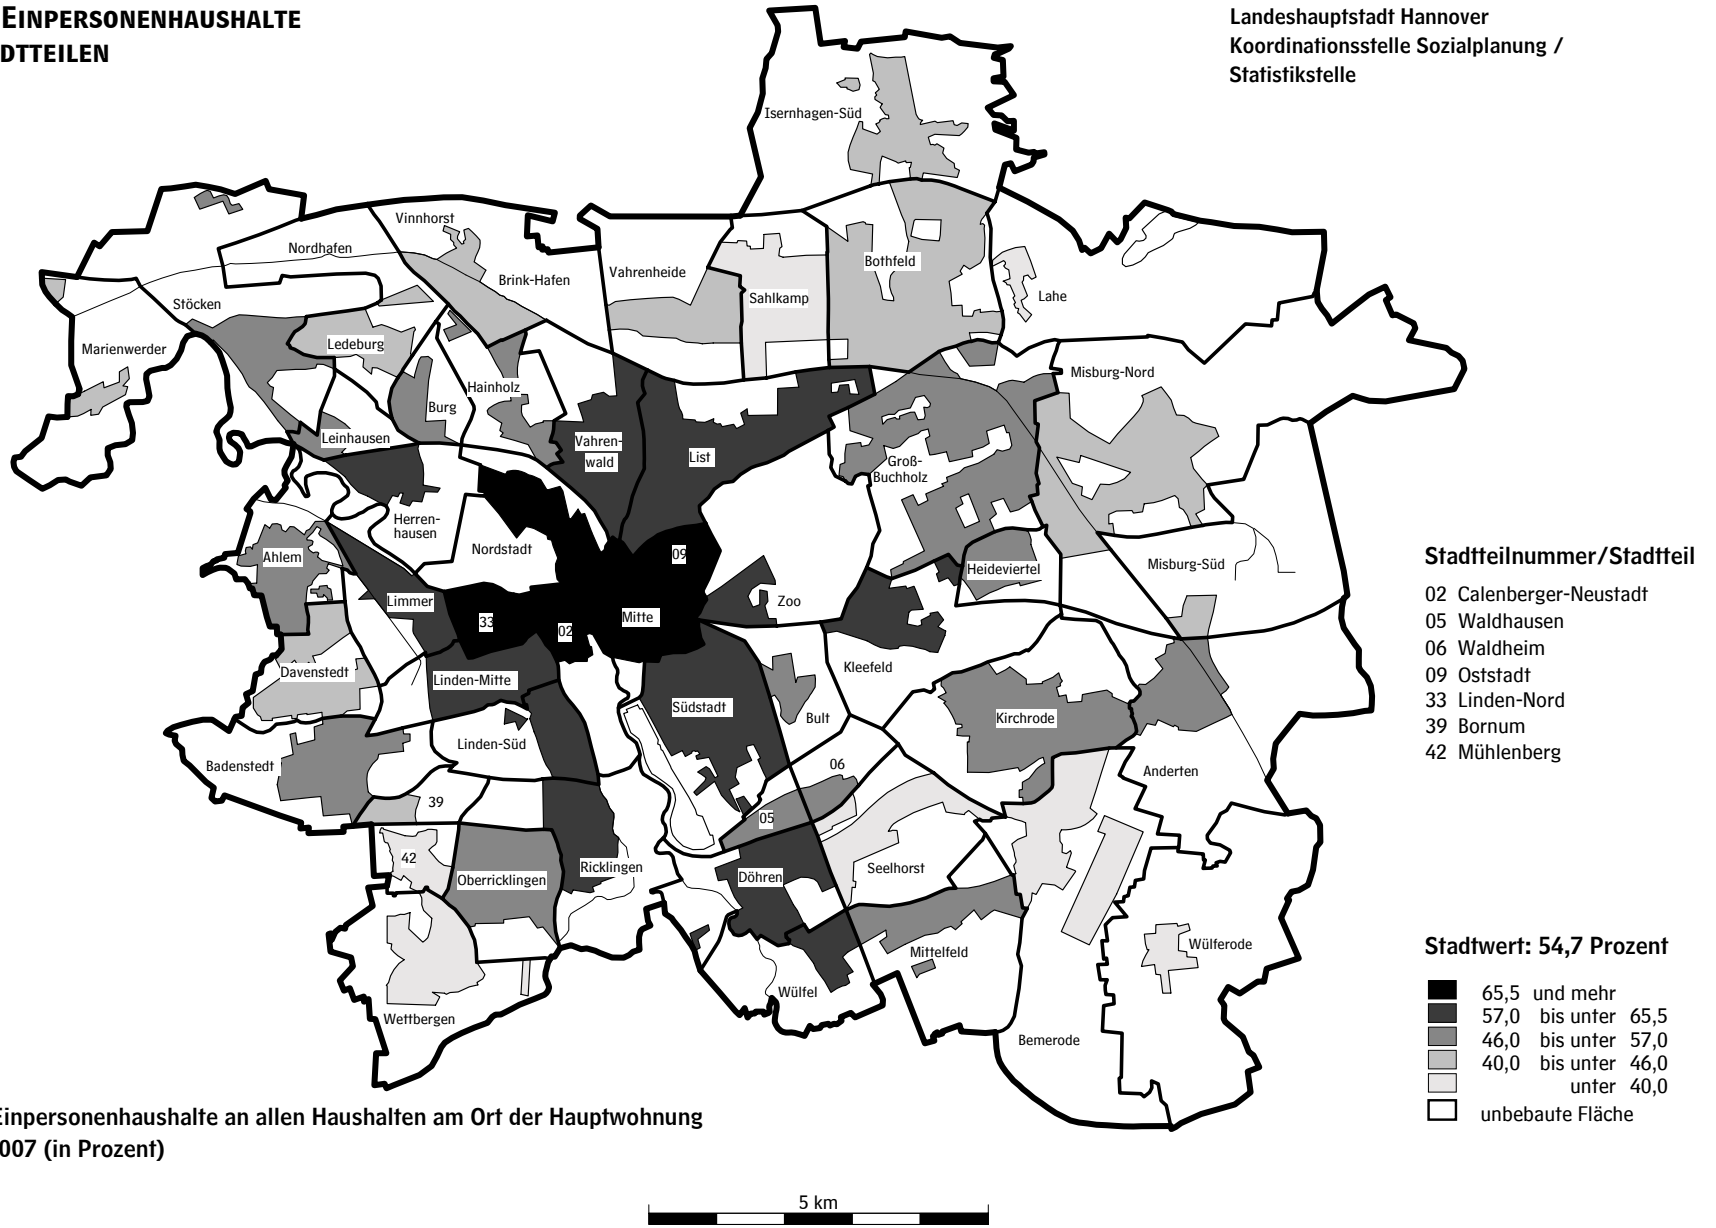 EINPERSONENHAUSHALTE
DTTEILEN
Landeshauptstadt Hannover
Koordinationsstelle Sozialplanung /
Statistikstelle
Isernhagen-Süd
Vinnhorst
Nordhafen
Brink-Hafen
Vahrenheide
Bothfeld
Sahlkamp
Lahe
Stöcken
Marienwerder
Ledeburg
Hainholz
Burg
Misburg-Nord
Leinhausen
Vahren-
wald
List
Groß-
Buchholz
Herren-
hausen
Nordstadt
09
Ahlem
Heideviertel
Misburg-Süd
Limmer
33
02
Mitte
Zoo
Davenstedt
Linden-Mitte
Kleefeld
Südstadt
Bult
Kirchrode
Linden-Süd
Badenstedt
06
Anderten
39
05
42
Oberricklingen
Ricklingen
Döhren
Seelhorst
Mittelfeld
Wülferode
Wülfel
Wettbergen
Bemerode
Stadtteilnummer/Stadtteil
02 Calenberger-Neustadt
05 Waldhausen
06 Waldheim
09 Oststadt
33 Linden-Nord
39 Bornum
42 Mühlenberg
Stadtwert: 54,7 Prozent
65,5 und mehr
57,0 bis unter 65,5
46,0 bis unter 57,0
40,0 bis unter 46,0
unter 40,0
unbebaute Fläche
Einpersonenhaushalte an allen Haushalten am Ort der Hauptwohnung
007 (in Prozent)
5 km